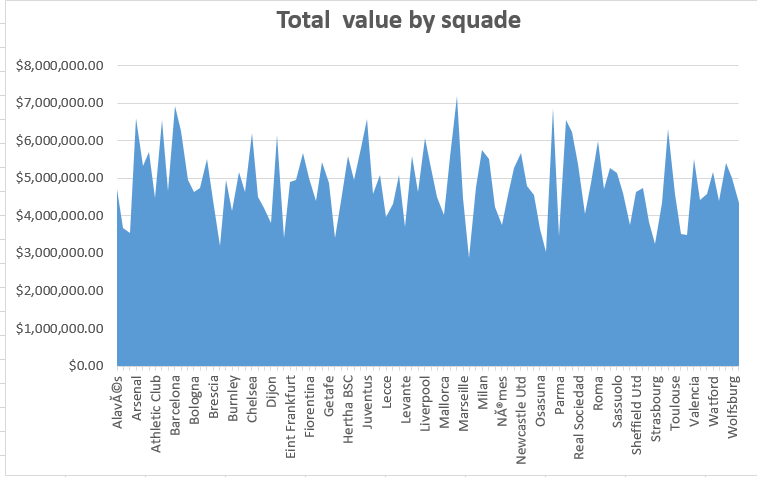 Total  value by squade
$8,000,000.00
$7,000,000.00
$6,000,000.00
$5,000,000.00
$4,000,000.00
$3,000,000.00
$2,000,000.00
$1,000,000.00
$0.00
AlavÃ©s
Arsenal
Athletic Club
Barcelona
Bologna
Brescia
Burnley
Chelsea
Dijon
Eint Frankfurt
Fiorentina
Getafe
Hertha BSC
Juventus
Lecce
Levante
Liverpool
Mallorca
Marseille
Milan
NÃ®mes
Newcastle Utd
Osasuna
Parma
Real Sociedad
Roma
Sassuolo
Sheffield Utd
Strasbourg
Toulouse
Valencia
Watford
Wolfsburg